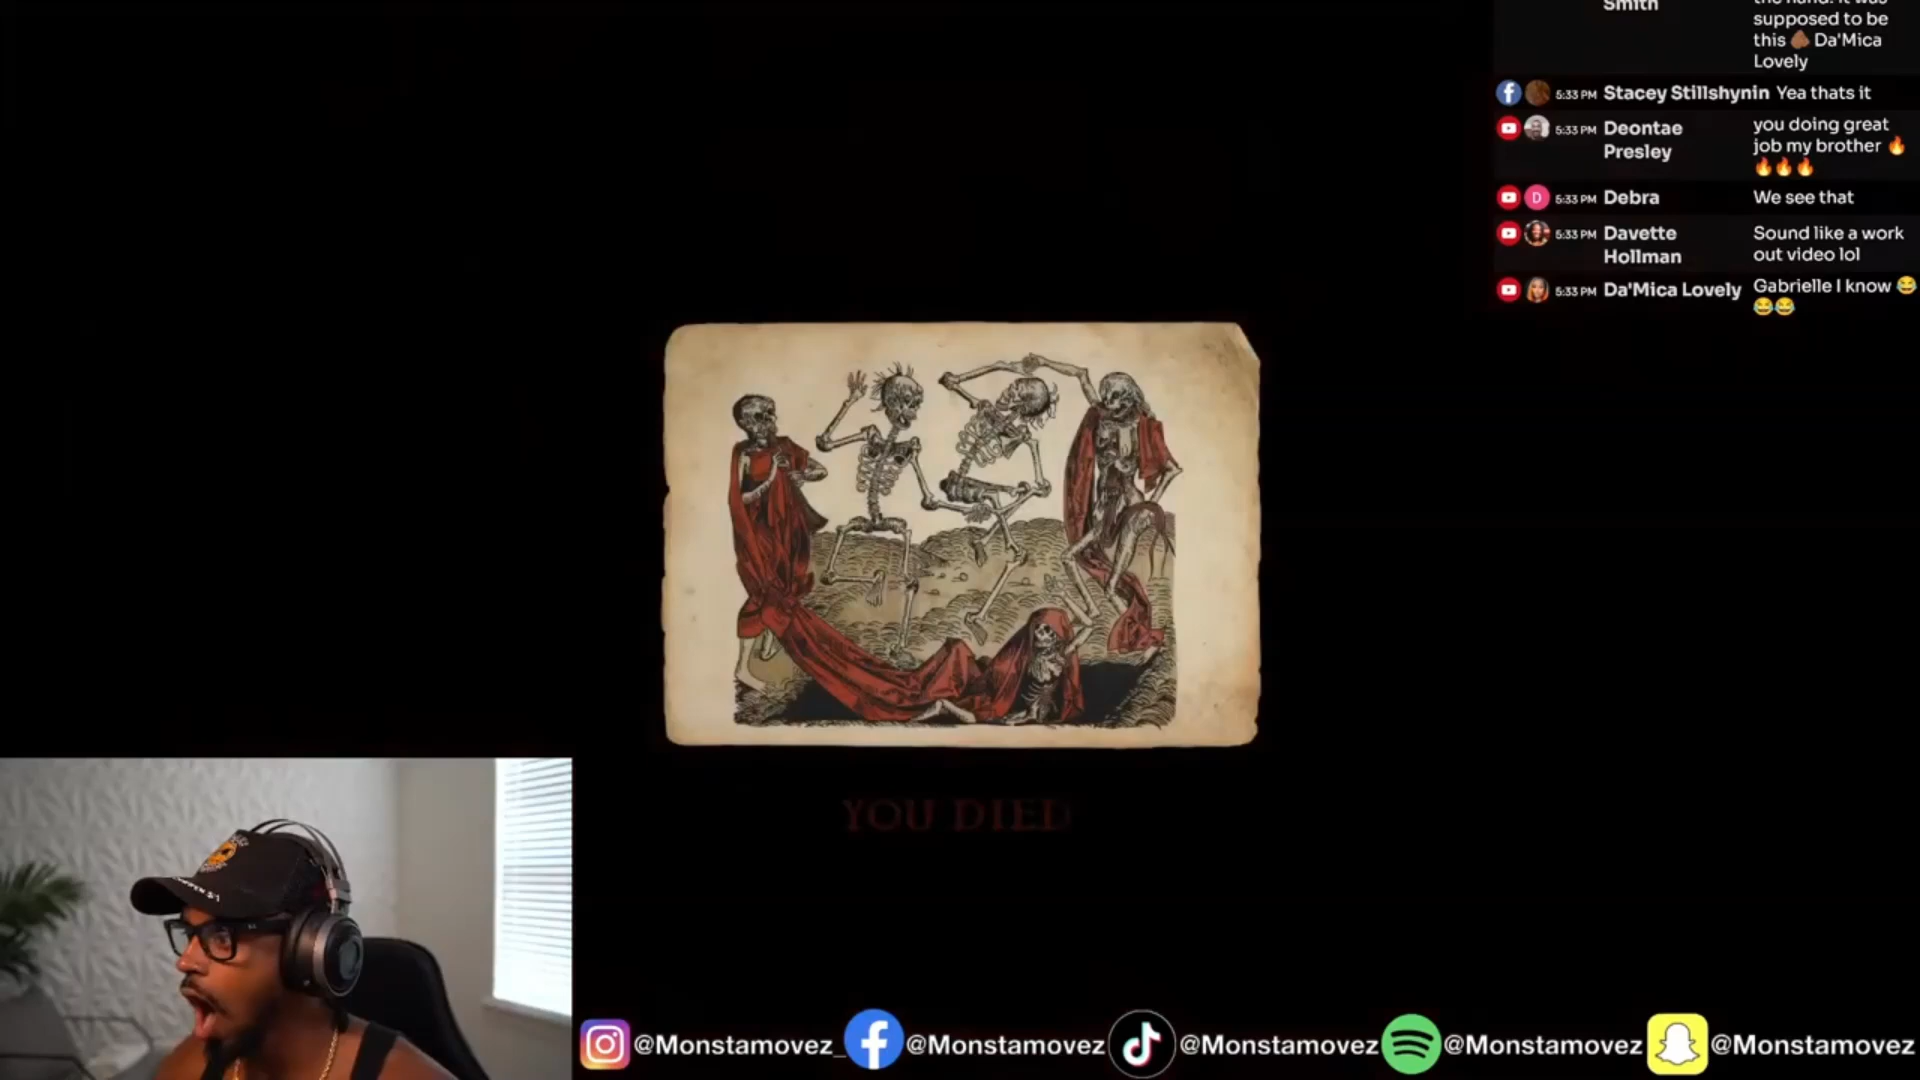 Smith
supposed to be
this 🤏🏾 Da'Mica
Lovely
5:33 PM Stacey Stillshynin Yea thats it
5:33 PM Deontae Presley
you doing great
job my brother 🔥
🔥🔥🔥
5:33 PM Debra We see that
5:33 PM Davette Hollman
Sound like a work
out video lol
5:33 PM Da'Mica Lovely Gabrielle I know 😂
😂😂
YOU DIED
@Monstamovez_ @Monstamovez @Monstamovez @Monstamovez @Monstamovez